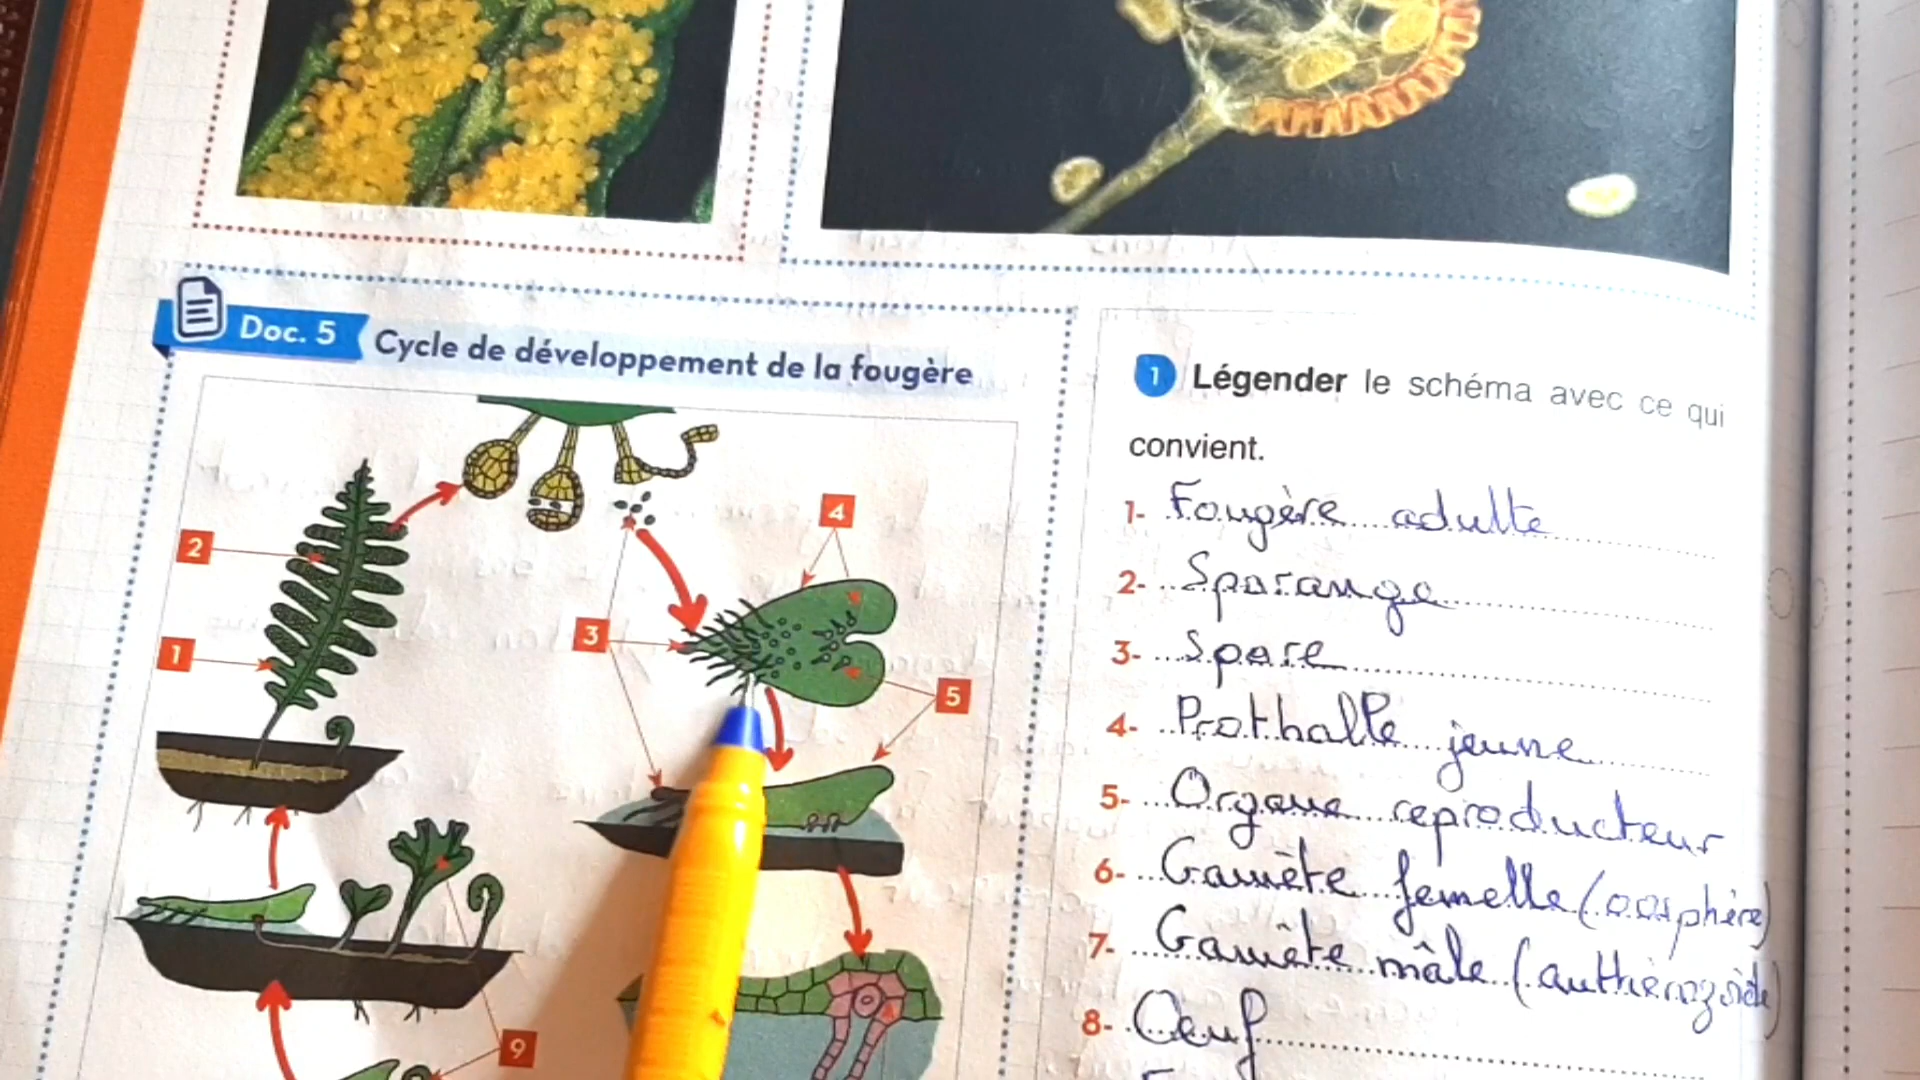 Doc. 5 Cycle de développement de la fougère
1 Légender le schéma avec ce qui
convient.
1- Fougère adulte
2- Sporange
3- Spore
4- Prothalle jeune
5- Organe reproducteur
6- Gamète femelle (oosphère)
7- Gamète mâle (anthérozoïde)
8- Oeuf
4
2
3
1
5
9